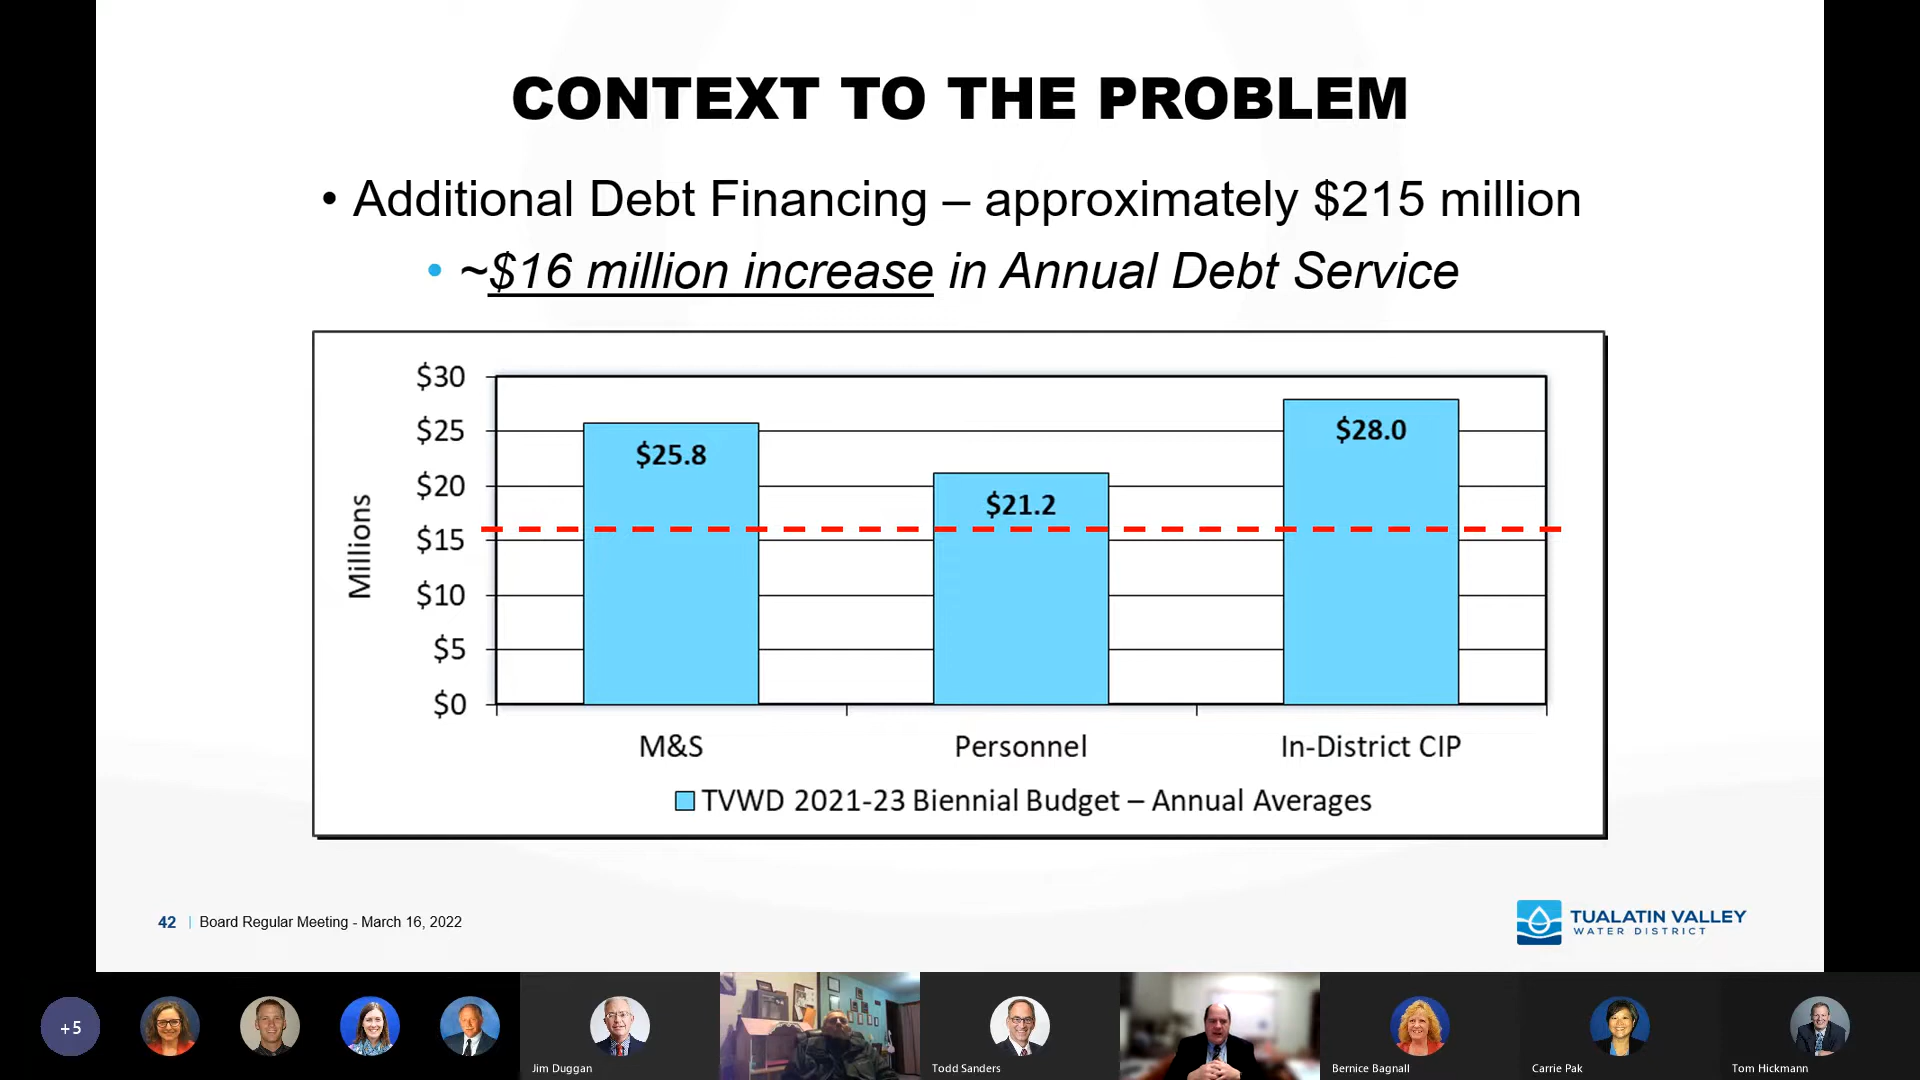 CONTEXT TO THE PROBLEM
• Additional Debt Financing – approximately $215 million
• ~$16 million increase in Annual Debt Service
$30
$25
$20
$15
$10
$5
$0
Millions
$25.8
$21.2
$28.0
M&S
Personnel
In-District CIP
TVWD 2021-23 Biennial Budget – Annual Averages
42 | Board Regular Meeting - March 16, 2022
TUALATIN VALLEY
WATER DISTRICT
+5
Jim Duggan
Todd Sanders
Bernice Bagnall
Carrie Pak
Tom Hickmann